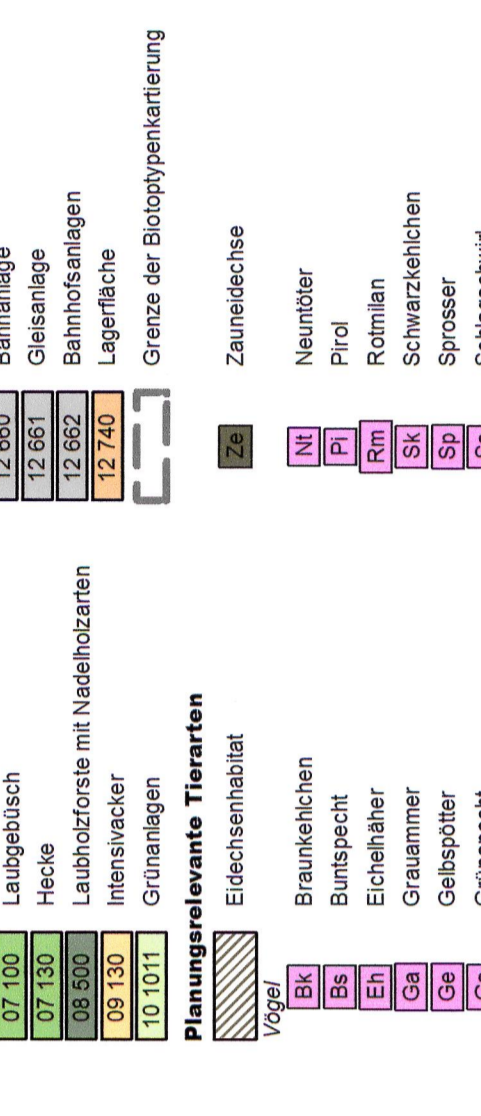 07 100 Laubgebüsch
07 130 Hecke
08 500 Laubholzforste mit Nadelholzarten
09 130 Intensivacker
10 1011 Grünanlagen
12 661 Gleisanlage
12 662 Bahnhofsanlagen
12 740 Lagerfläche
Grenze der Biotoptypenkartierung
Planungsrelevante Tierarten
Eidechsenhabitat
Ze Zauneidechse
Vögel
Bk Braunkehlchen
Bs Buntspecht
Eh Eichelhäher
Ga Grauammer
Ge Gelbspötter
Nt Neuntöter
Pi Pirol
Rm Rotmilan
Sk Schwarzkehlchen
Sp Sprosser